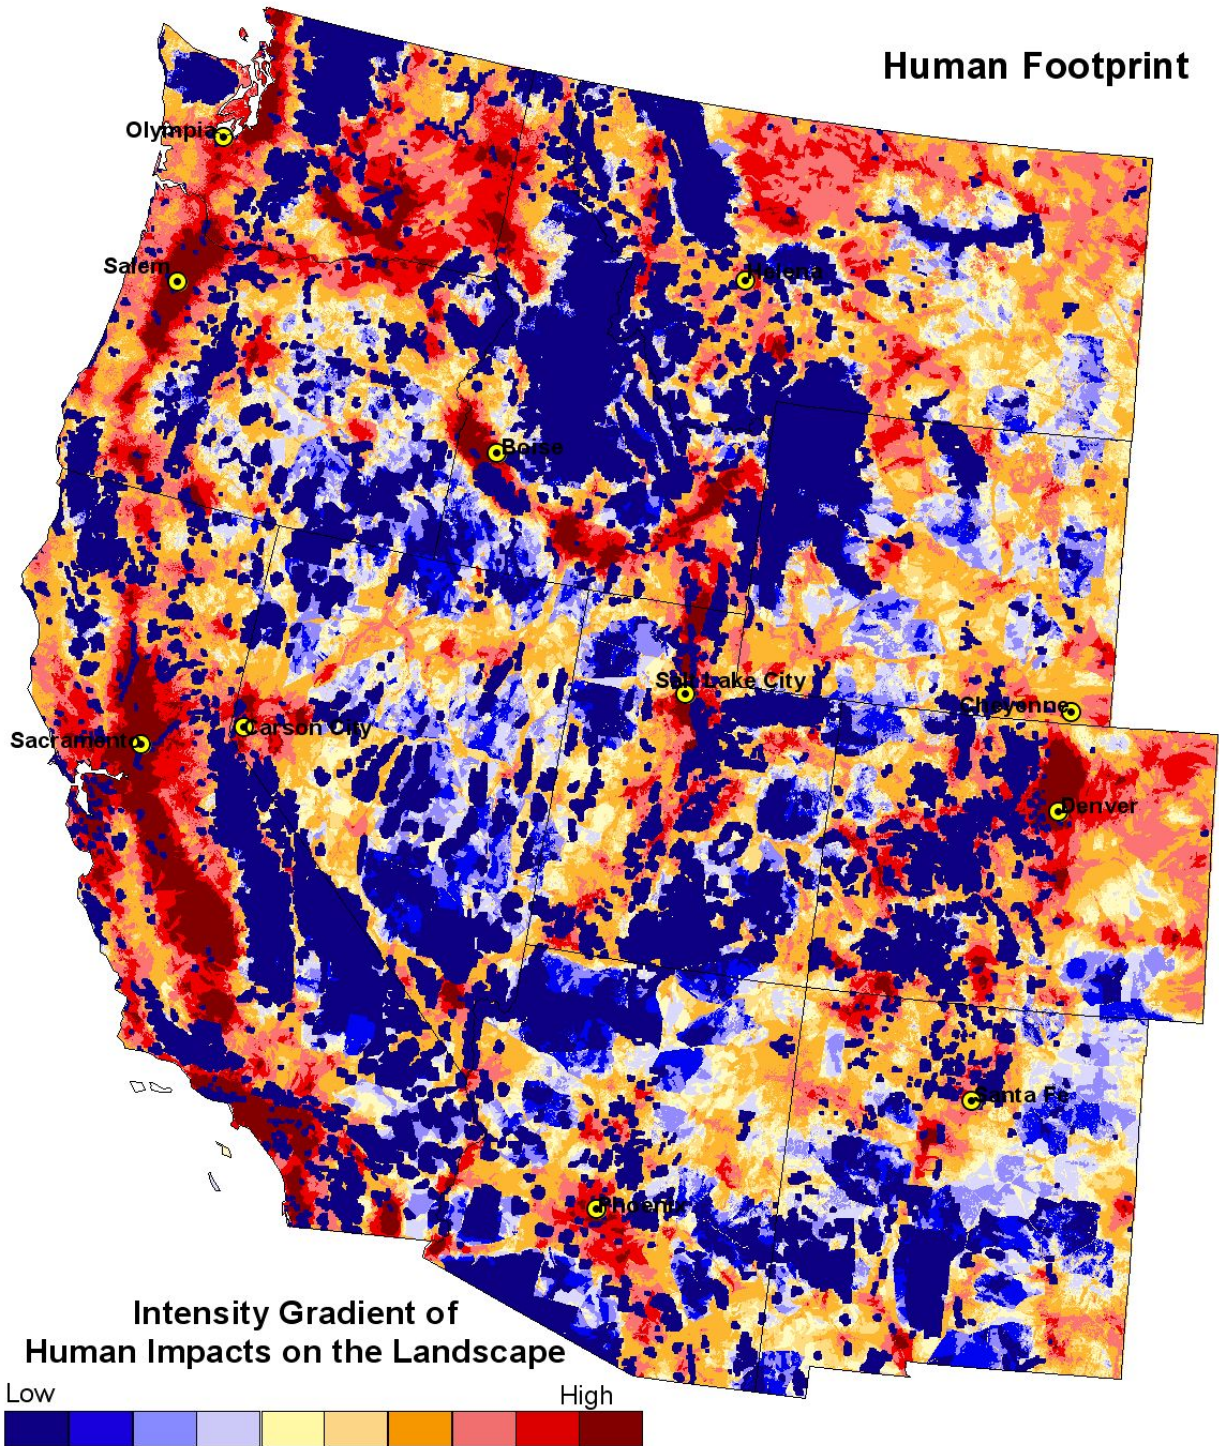 Human Footprint
Olympia
Salem
Helena
Boise
Salt Lake City
Cheyenne
Carson City
Sacramento
Denver
Santa Fe
Phoenix
Intensity Gradient of
Human Impacts on the Landscape
Low High